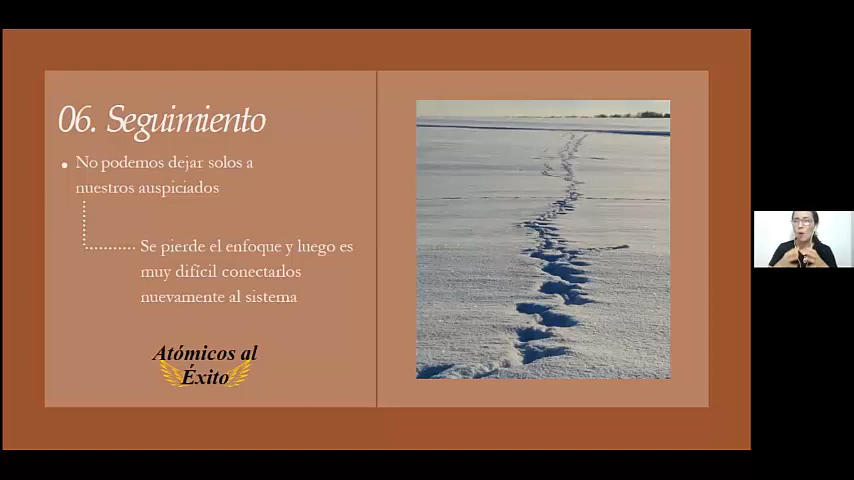 06. Seguimiento
• No podemos dejar solos a
nuestros auspiciados
Se pierde el enfoque y luego es
muy difícil conectarlos
nuevamente al sistema
Atómicos al
Éxito